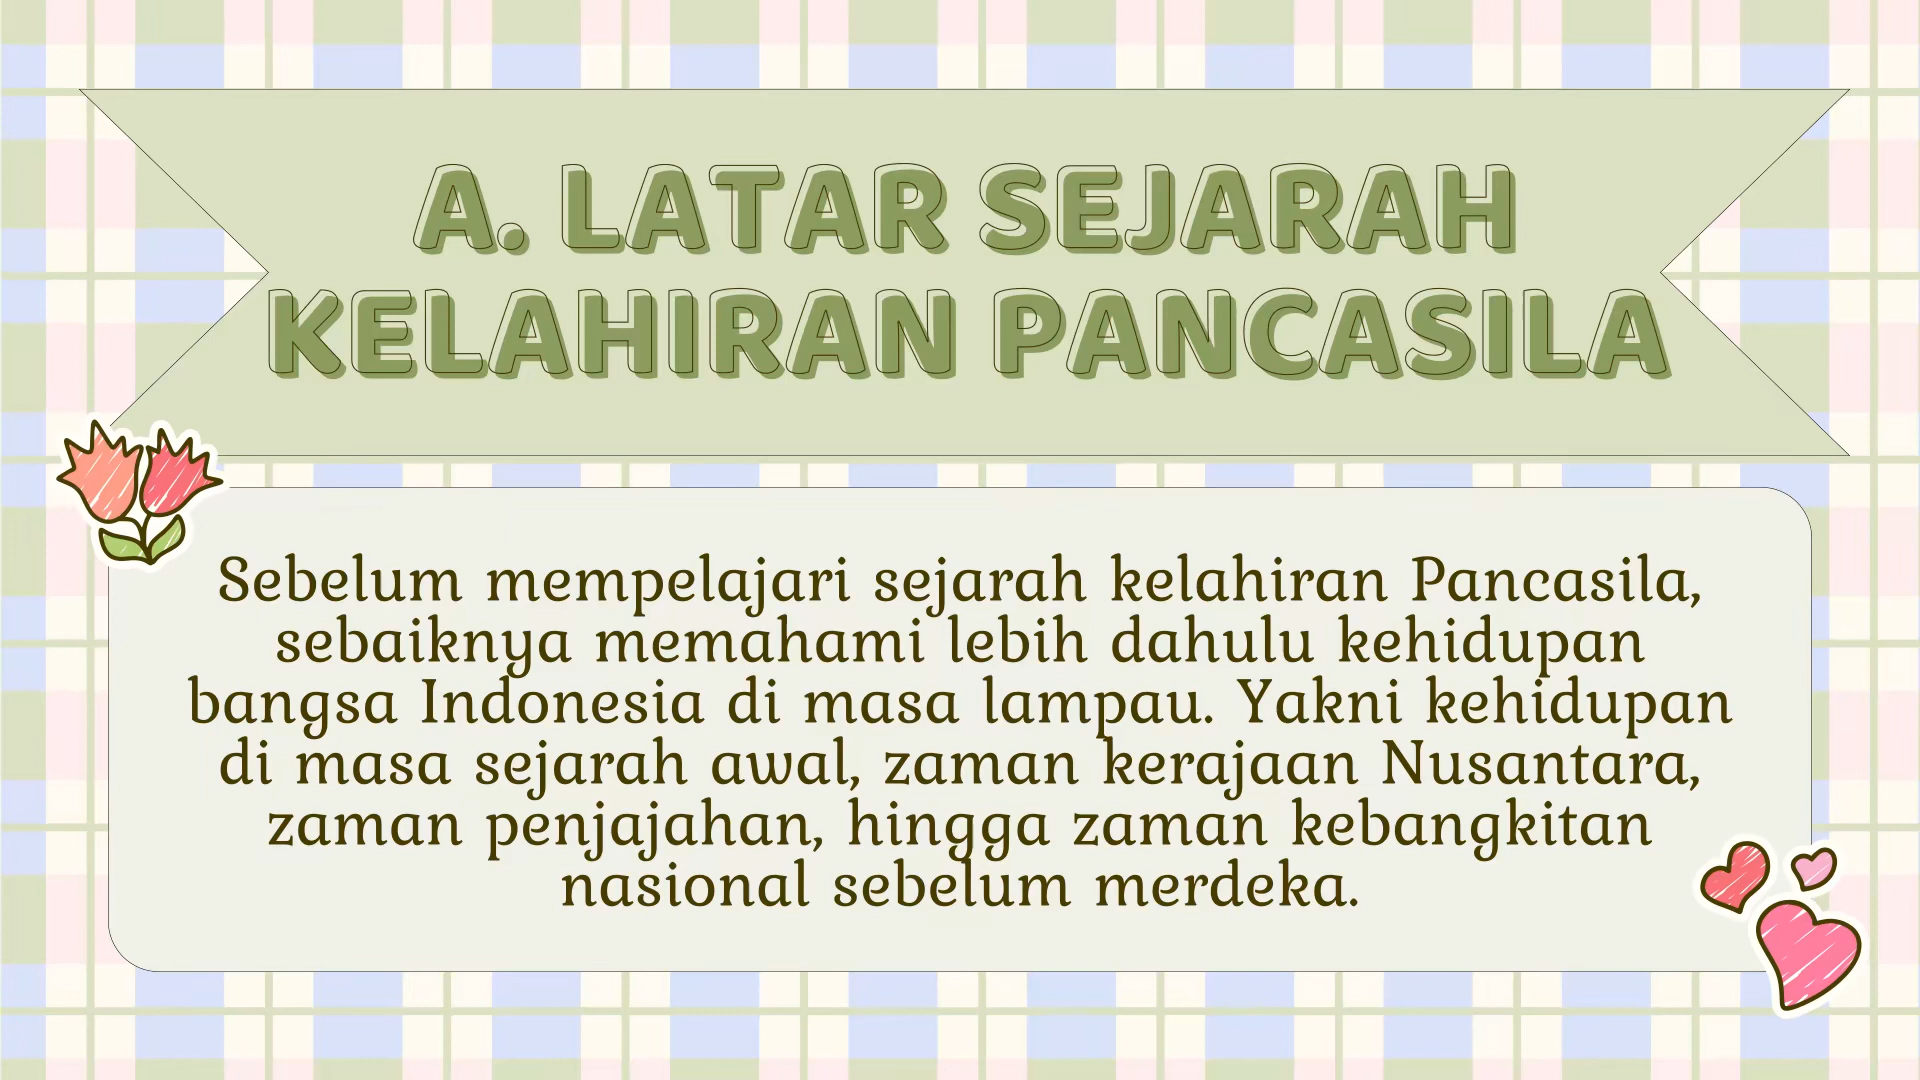 A. LATAR SEJARAH
KELAHIRAN PANCASILA
Sebelum mempelajari sejarah kelahiran Pancasila,
sebaiknya memahami lebih dahulu kehidupan
bangsa Indonesia di masa lampau. Yakni kehidupan
di masa sejarah awal, zaman kerajaan Nusantara,
zaman penjajahan, hingga zaman kebangkitan
nasional sebelum merdeka.